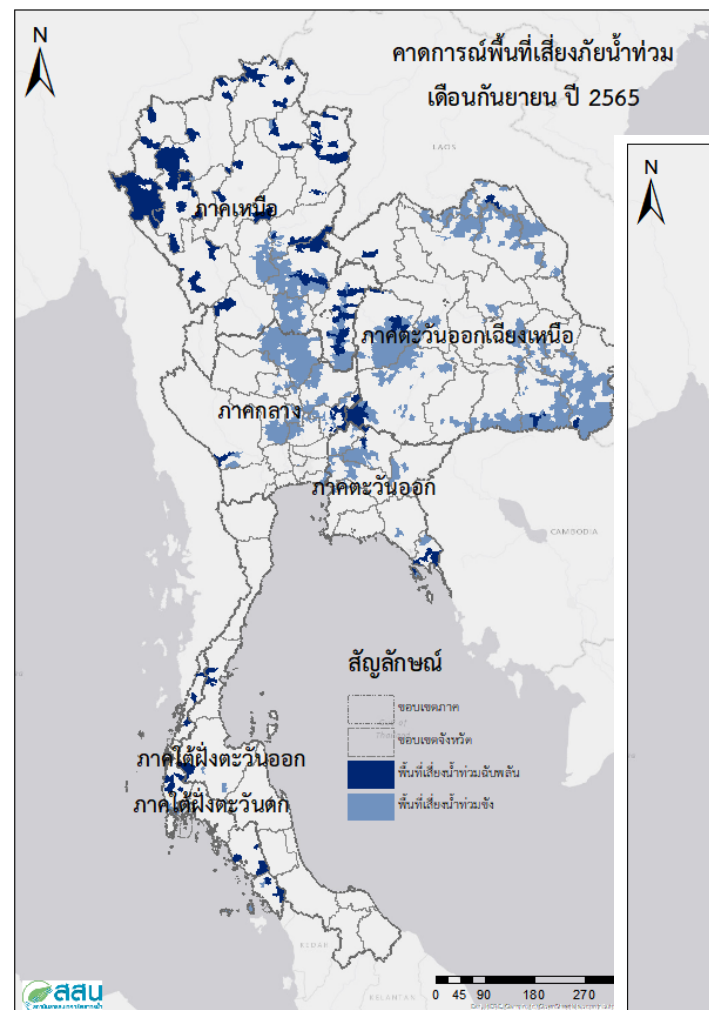 N
คาดการณ์พื้นที่เสี่ยงภัยน้ำท่วม
เดือนกันยายน ปี 2565
N
LAOS
ภาคเหนือ
ภาคตะวันออกเฉียงเหนือ
ภาคกลาง
ภาคตะวันออก
CAMBODIA
สัญลักษณ์
ขอบเขตภาค
ขอบเขตจังหวัด
พื้นที่เสี่ยงน้ำท่วมฉับพลัน
พื้นที่เสี่ยงน้ำท่วมขัง
ภาคใต้ฝั่งตะวันออก
ภาคใต้ฝั่งตะวันตก
KEDAH
KELANTAN
สสน
0 45 90 180 270